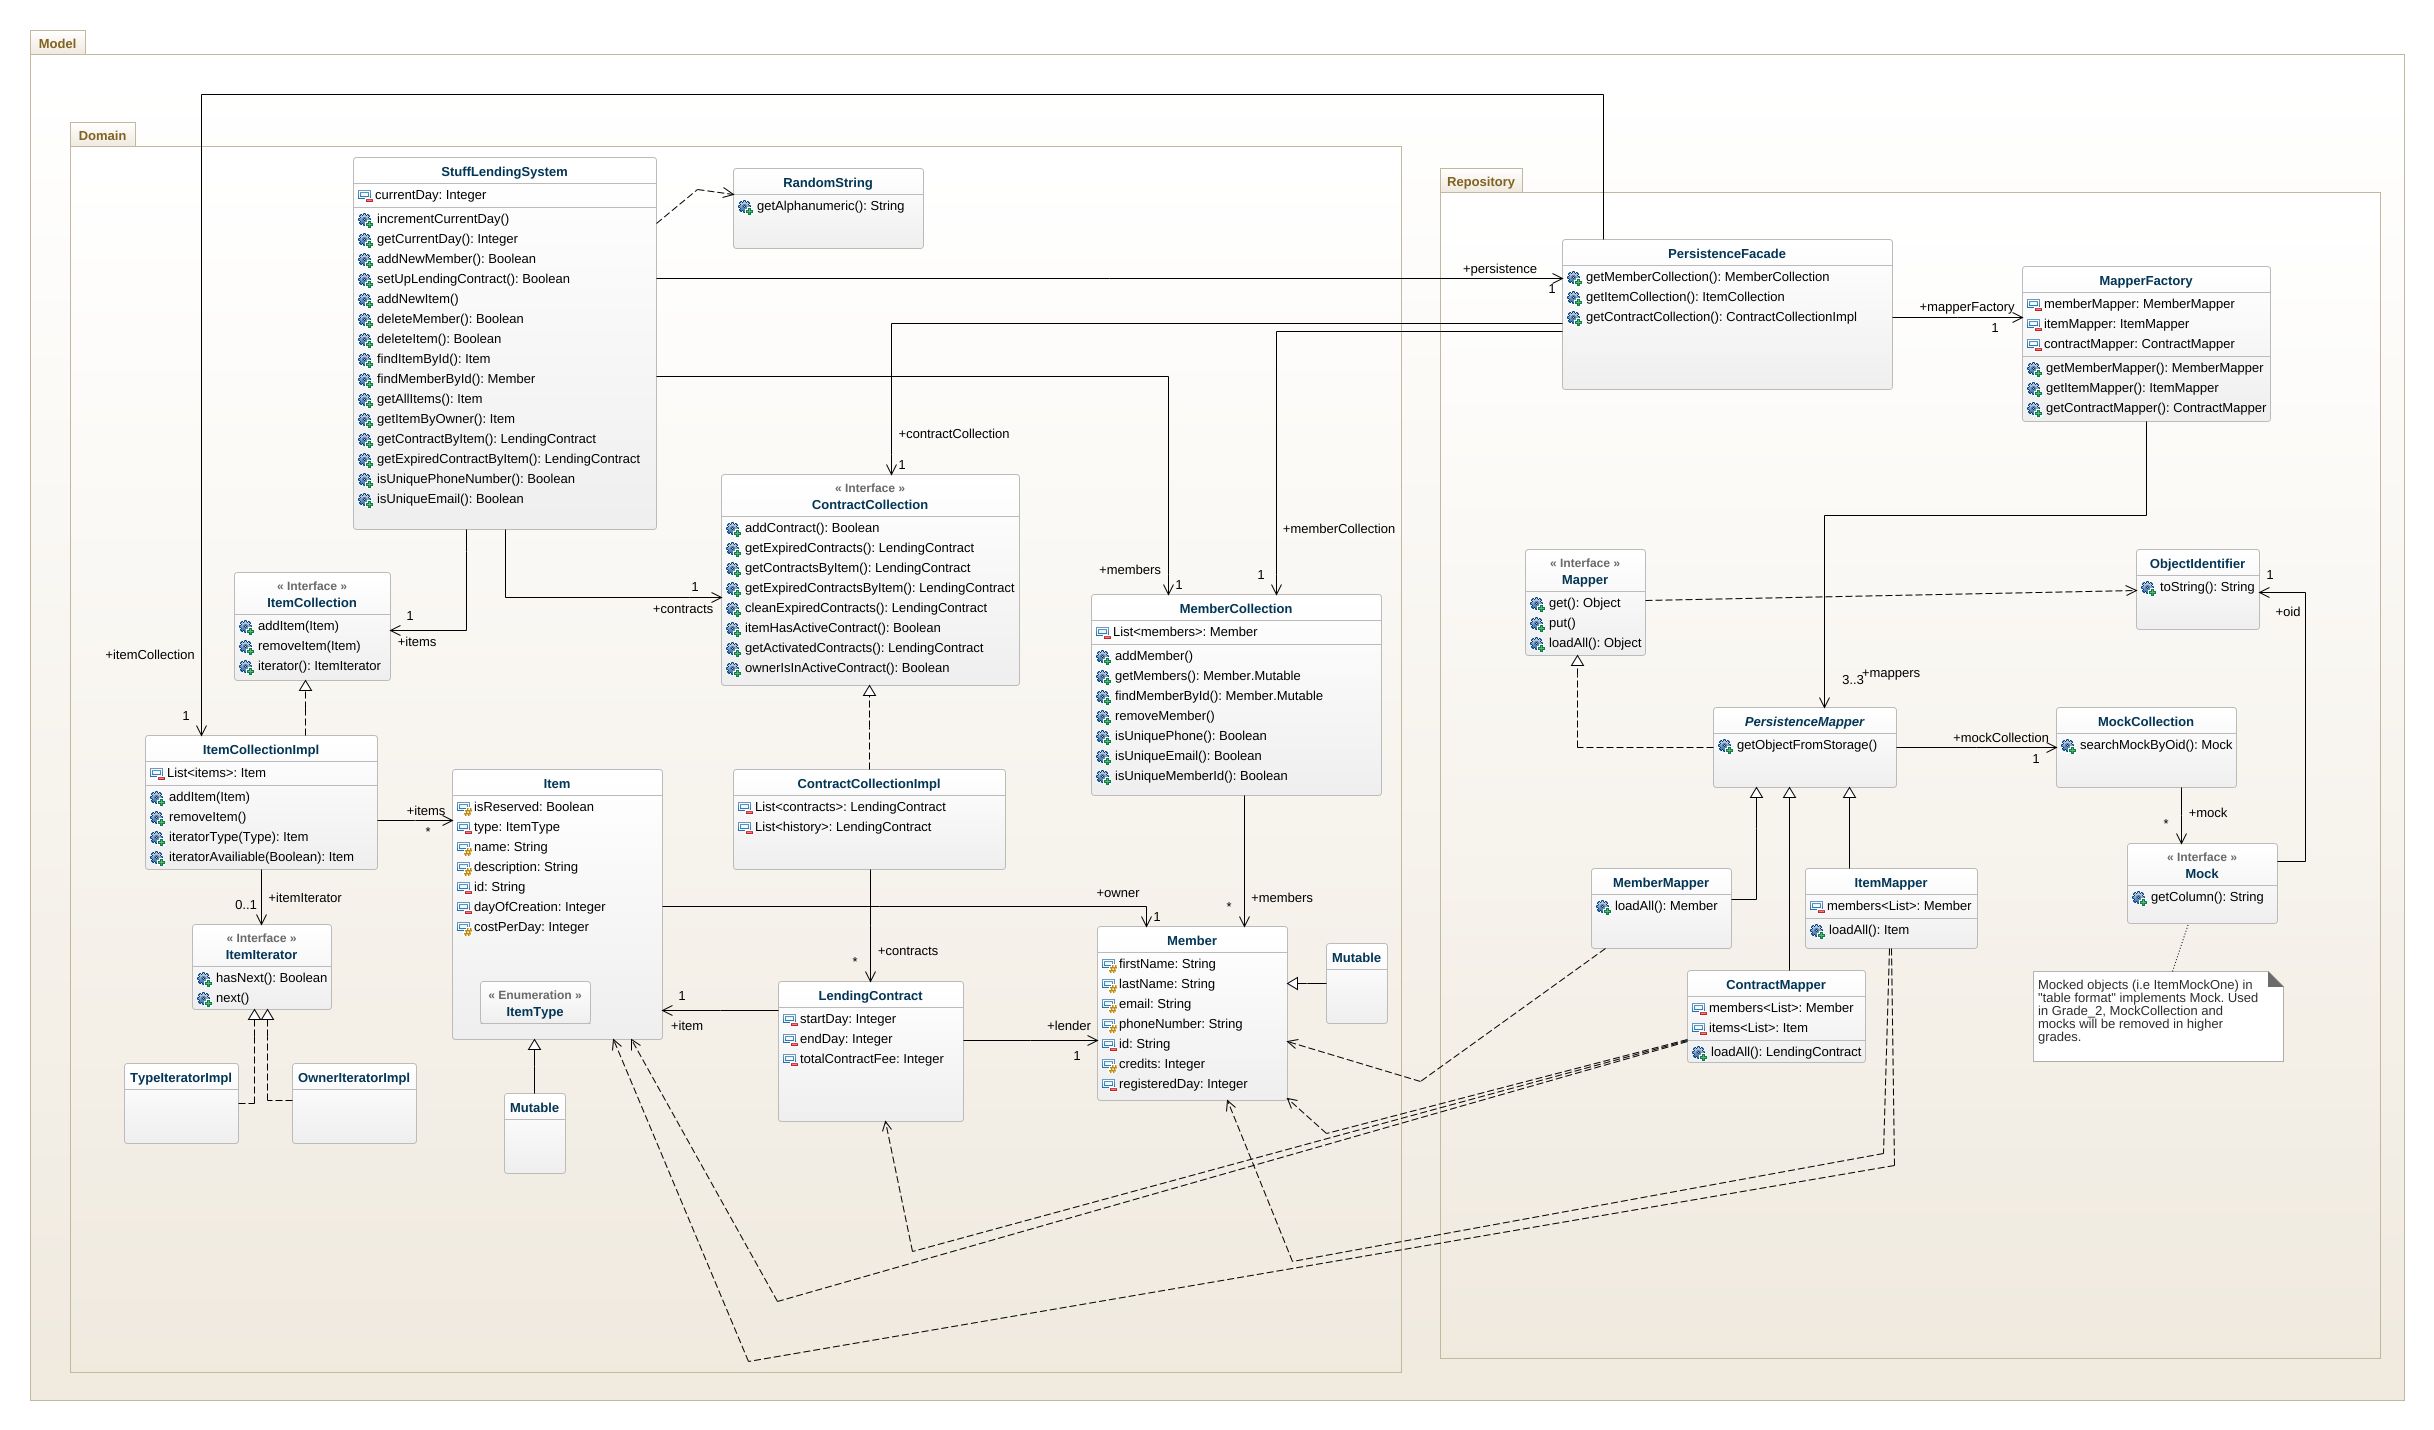 Model
Domain
StuffLendingSystem
currentDay: Integer
incrementCurrentDay()
getCurrentDay(): Integer
addNewMember(): Boolean
setUpLendingContract(): Boolean
addNewItem()
deleteMember(): Boolean
deleteItem(): Boolean
findItemById(): Item
findMemberById(): Member
getAllItems(): Item
getItemByOwner(): Item
getContractByItem(): LendingContract
getExpiredContractByItem(): LendingContract
isUniquePhoneNumber(): Boolean
isUniqueEmail(): Boolean
RandomString
getAlphanumeric(): String
+persistence
1
+contractCollection
1
« Interface »
ContractCollection
addContract(): Boolean
getExpiredContracts(): LendingContract
getContractsByItem(): LendingContract
getExpiredContractsByItem(): LendingContract
cleanExpiredContracts(): LendingContract
itemHasActiveContract(): Boolean
getActivatedContracts(): LendingContract
ownerIsInActiveContract(): Boolean
1
+contracts
+memberCollection
1
+members
1
MemberCollection
List<members>: Member
addMember()
getMembers(): Member.Mutable
findMemberById(): Member.Mutable
removeMember()
isUniquePhone(): Boolean
isUniqueEmail(): Boolean
isUniqueMemberId(): Boolean
« Interface »
ItemCollection
addItem(Item)
removeItem(Item)
iterator(): ItemIterator
1
+items
+itemCollection
1
ItemCollectionImpl
List<items>: Item
addItem(Item)
removeItem()
iteratorType(Type): Item
iteratorAvailiable(Boolean): Item
+items
*
0..1
+itemIterator
« Interface »
ItemIterator
hasNext(): Boolean
next()
TypeIteratorImpl
OwnerIteratorImpl
Item
isReserved: Boolean
type: ItemType
name: String
description: String
id: String
dayOfCreation: Integer
costPerDay: Integer
« Enumeration »
ItemType
Mutable
ContractCollectionImpl
List<contracts>: LendingContract
List<history>: LendingContract
+owner
1
*
+contracts
*
+members
LendingContract
startDay: Integer
endDay: Integer
totalContractFee: Integer
1
+item
+lender
1
Member
firstName: String
lastName: String
email: String
phoneNumber: String
id: String
credits: Integer
registeredDay: Integer
Mutable
Repository
PersistenceFacade
getMemberCollection(): MemberCollection
getItemCollection(): ItemCollection
getContractCollection(): ContractCollectionImpl
+mapperFactory
1
MapperFactory
memberMapper: MemberMapper
itemMapper: ItemMapper
contractMapper: ContractMapper
getMemberMapper(): MemberMapper
getItemMapper(): ItemMapper
getContractMapper(): ContractMapper
« Interface »
Mapper
get(): Object
put()
loadAll(): Object
ObjectIdentifier
toString(): String
1
+oid
3..3
+mappers
PersistenceMapper
getObjectFromStorage()
+mockCollection
1
MockCollection
searchMockByOid(): Mock
*
+mock
« Interface »
Mock
getColumn(): String
MemberMapper
loadAll(): Member
ItemMapper
members<List>: Member
loadAll(): Item
ContractMapper
members<List>: Member
items<List>: Item
loadAll(): LendingContract
Mocked objects (i.e ItemMockOne) in
"table format" implements Mock. Used
in Grade_2, MockCollection and
mocks will be removed in higher
grades.